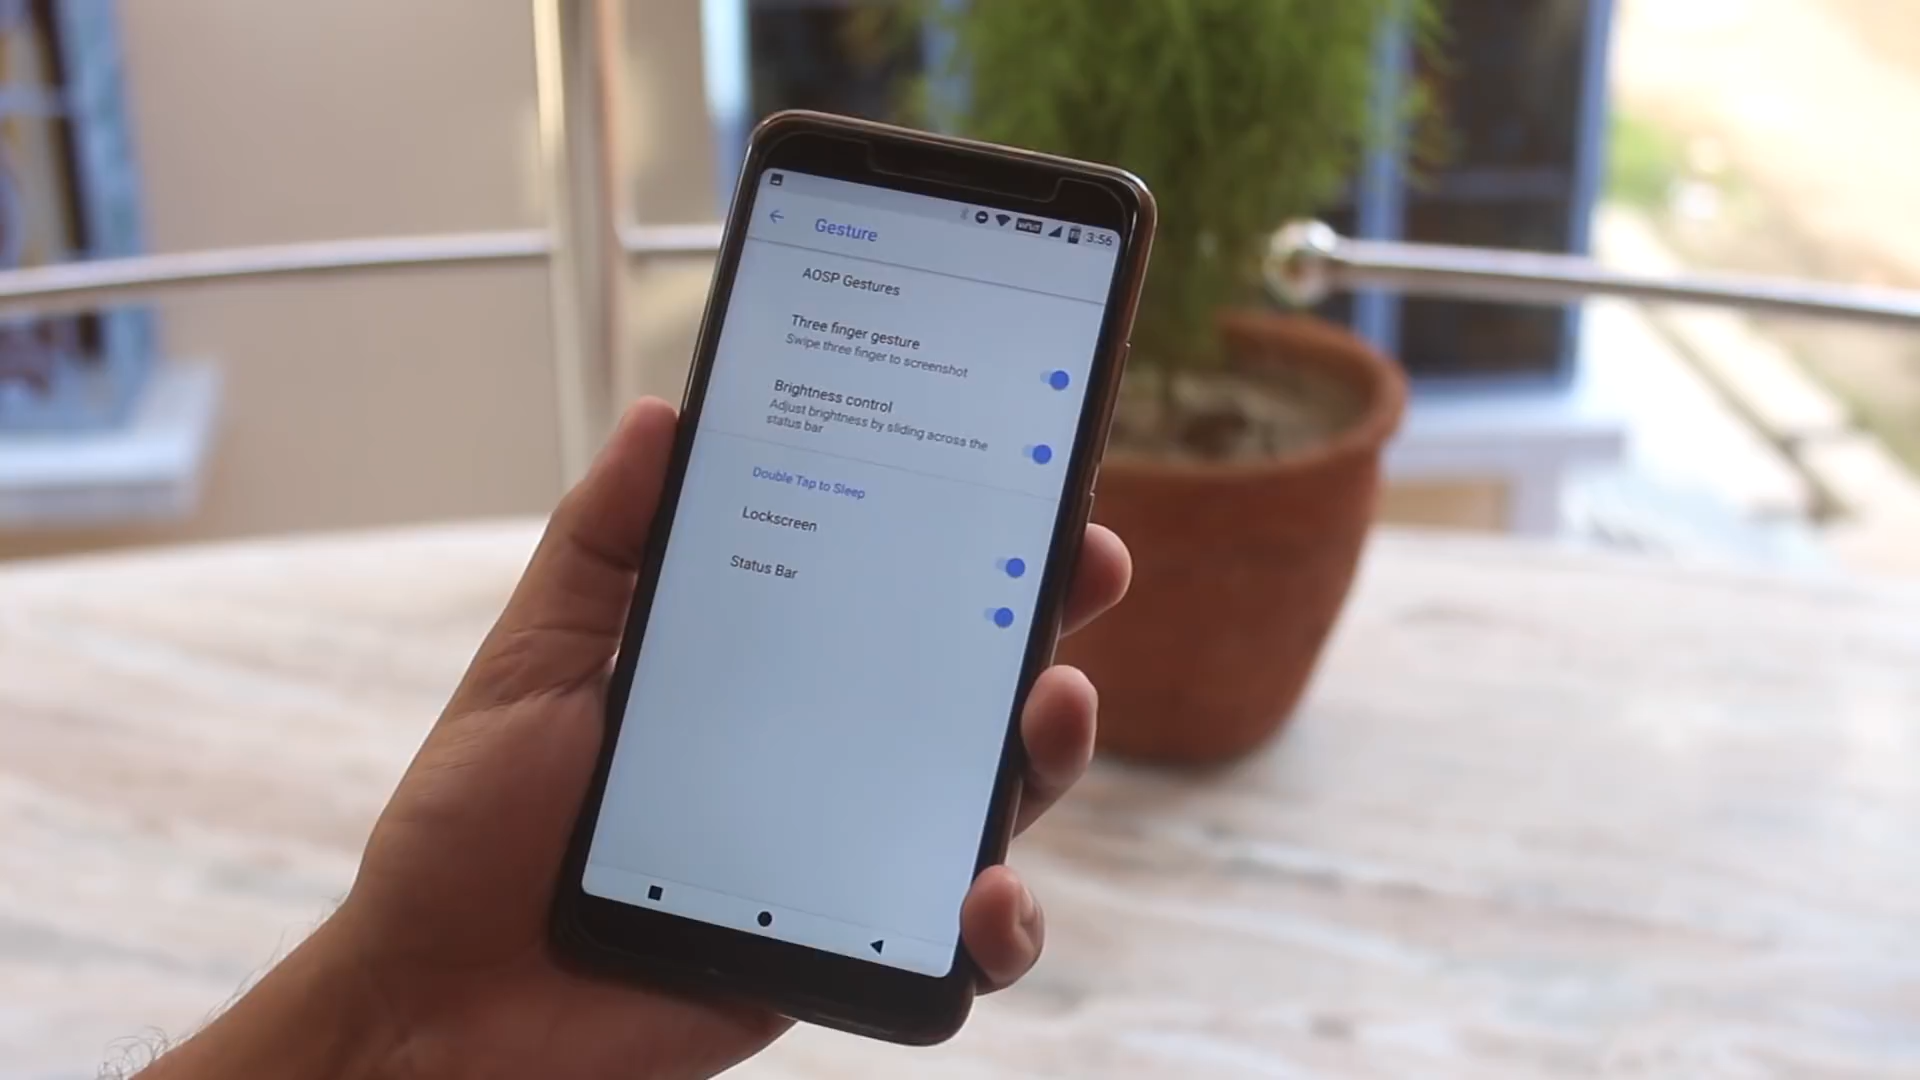 3:56
Gesture
AOSP Gestures
Three finger gesture
Swipe three finger to screenshot
Brightness control
Adjust brightness by sliding across the
status bar
Double Tap to Sleep
Lockscreen
Status Bar